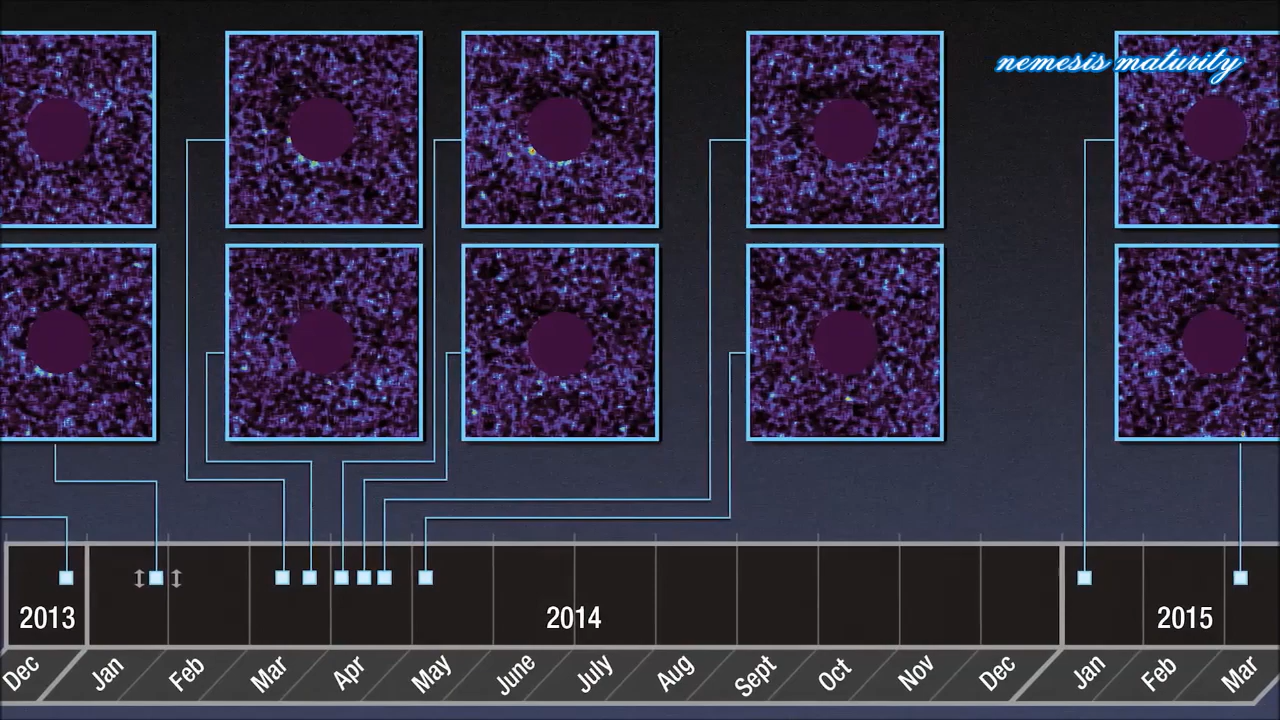 nemesis maturity
2013
2014
2015
Dec
Jan
Feb
Mar
Apr
May
June
July
Aug
Sept
Oct
Nov
Dec
Jan
Feb
Mar